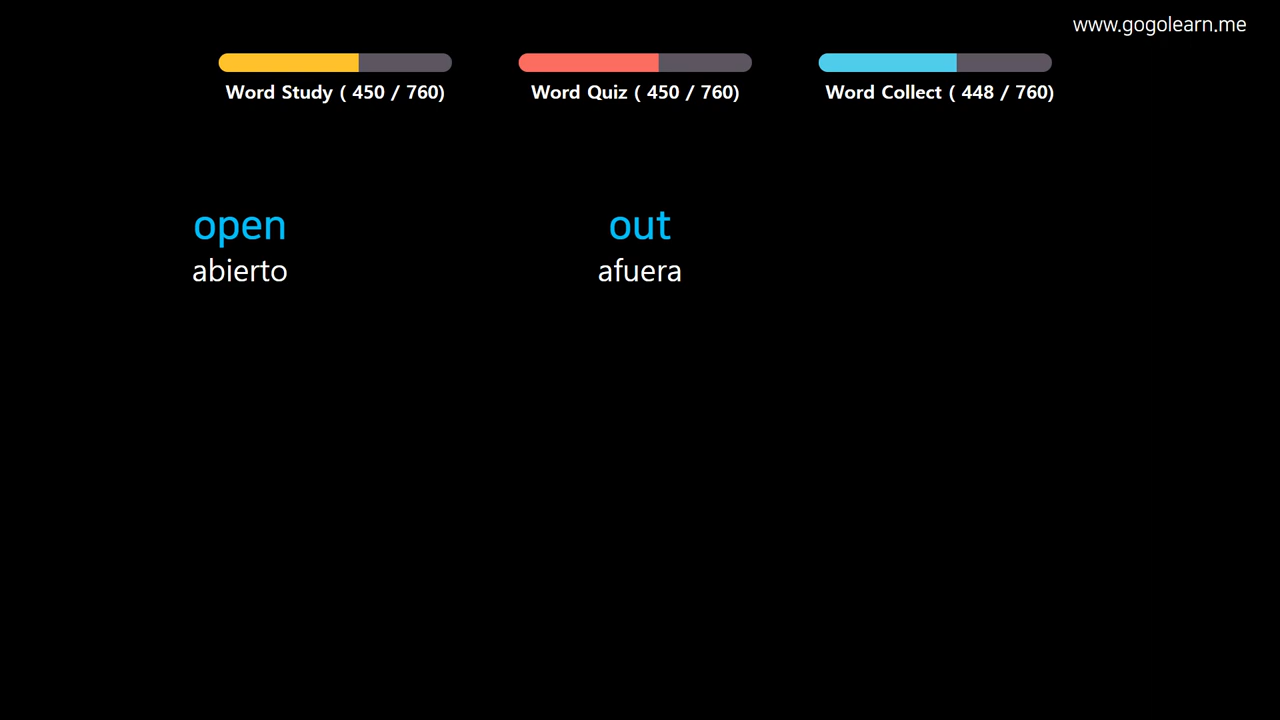 www.gogolearn.me
Word Study ( 450 / 760)
Word Quiz ( 450 / 760)
Word Collect ( 448 / 760)
open
abierto
out
afuera